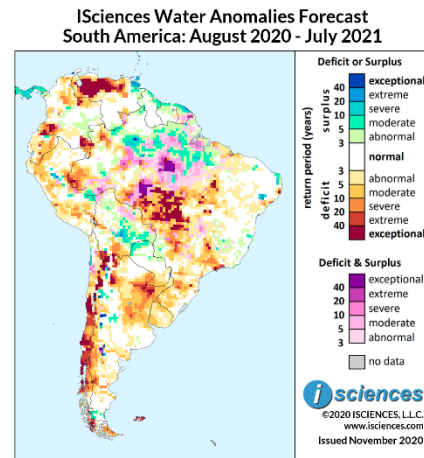 ISciences Water Anomalies Forecast
South America: August 2020 - July 2021
Deficit or Surplus
return period (years)
surplus
deficit
exceptional
40
extreme
20
severe
10
moderate
5
abnormal
3
normal
3
abnormal
5
moderate
10
severe
20
extreme
40
exceptional
Deficit & Surplus
exceptional
40
extreme
20
severe
10
moderate
5
abnormal
3
no data
i sciences
©2020 ISCIENCES, L.L.C.
www.isciences.com
Issued November 2020